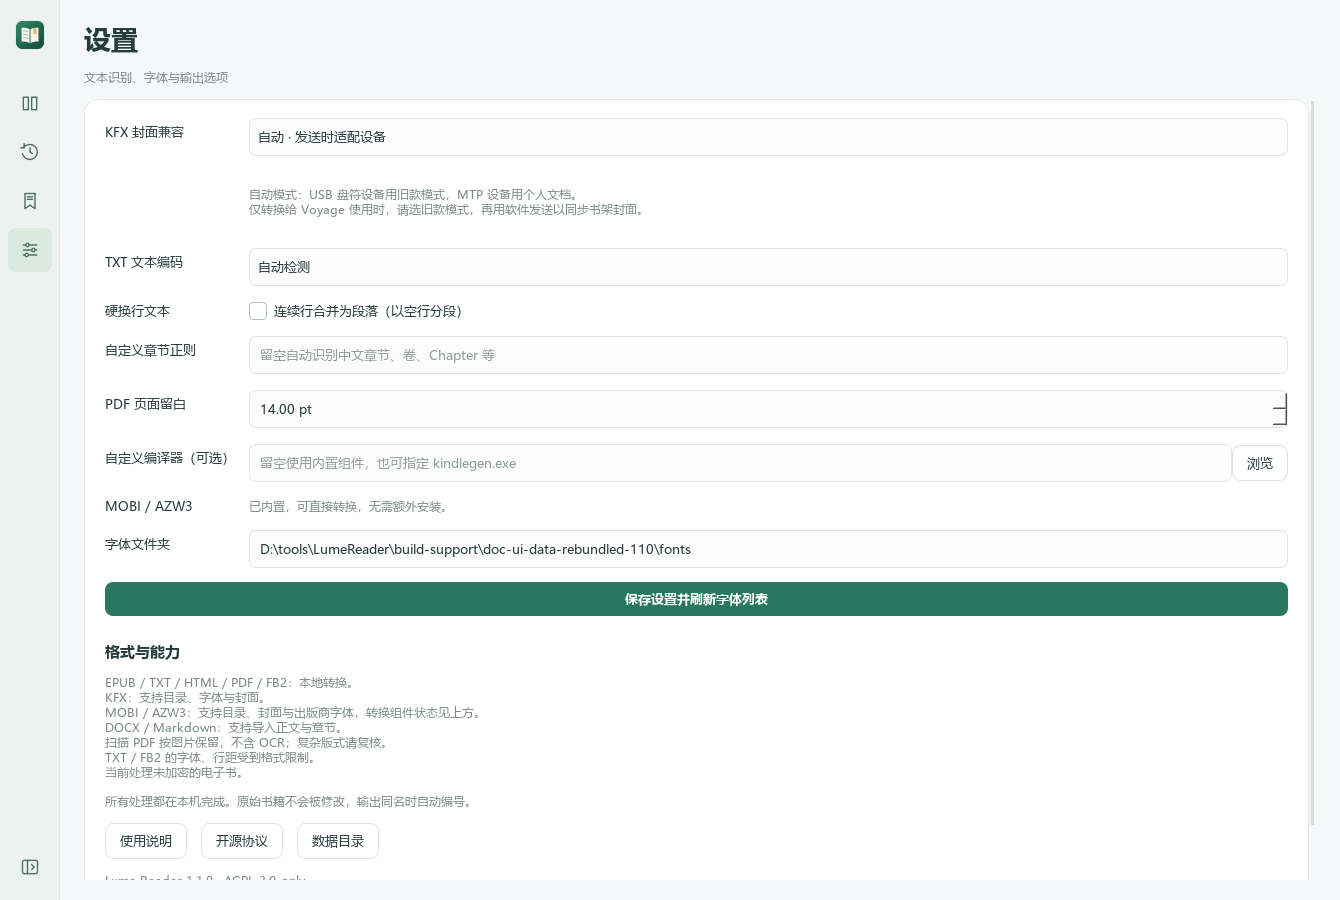 设置
文本识别、字体与输出选项
KFX 封面兼容
自动 · 发送时适配设备
自动模式：USB 盘符设备用旧款模式，MTP 设备用个人文档。
仅转换给 Voyage 使用时，请选旧款模式，再用软件发送以同步书架封面。
TXT 文本编码
自动检测
硬换行文本
连续行合并为段落（以空行分段）
自定义章节正则
留空自动识别中文章节、卷、Chapter 等
PDF 页面留白
14.00 pt
自定义编译器（可选）
留空使用内置组件，也可指定 kindlegen.exe
浏览
MOBI / AZW3
已内置，可直接转换，无需额外安装。
字体文件夹
D:\tools\LumeReader\build-support\doc-ui-data-rebundled-110\fonts
保存设置并刷新字体列表
格式与能力
EPUB / TXT / HTML / PDF / FB2：本地转换。
KFX：支持目录、字体与封面。
MOBI / AZW3：支持目录、封面与出版商字体，转换组件状态见上方。
DOCX / Markdown：支持导入正文与章节。
扫描 PDF 按图片保留，不含 OCR；复杂版式请复核。
TXT / FB2 的字体、行距受到格式限制。
当前处理未加密的电子书。
所有处理都在本机完成。原始书籍不会被修改，输出同名时自动编号。
使用说明
开源协议
数据目录
Lume Reader 1.1.0 · AGPL-3.0-only